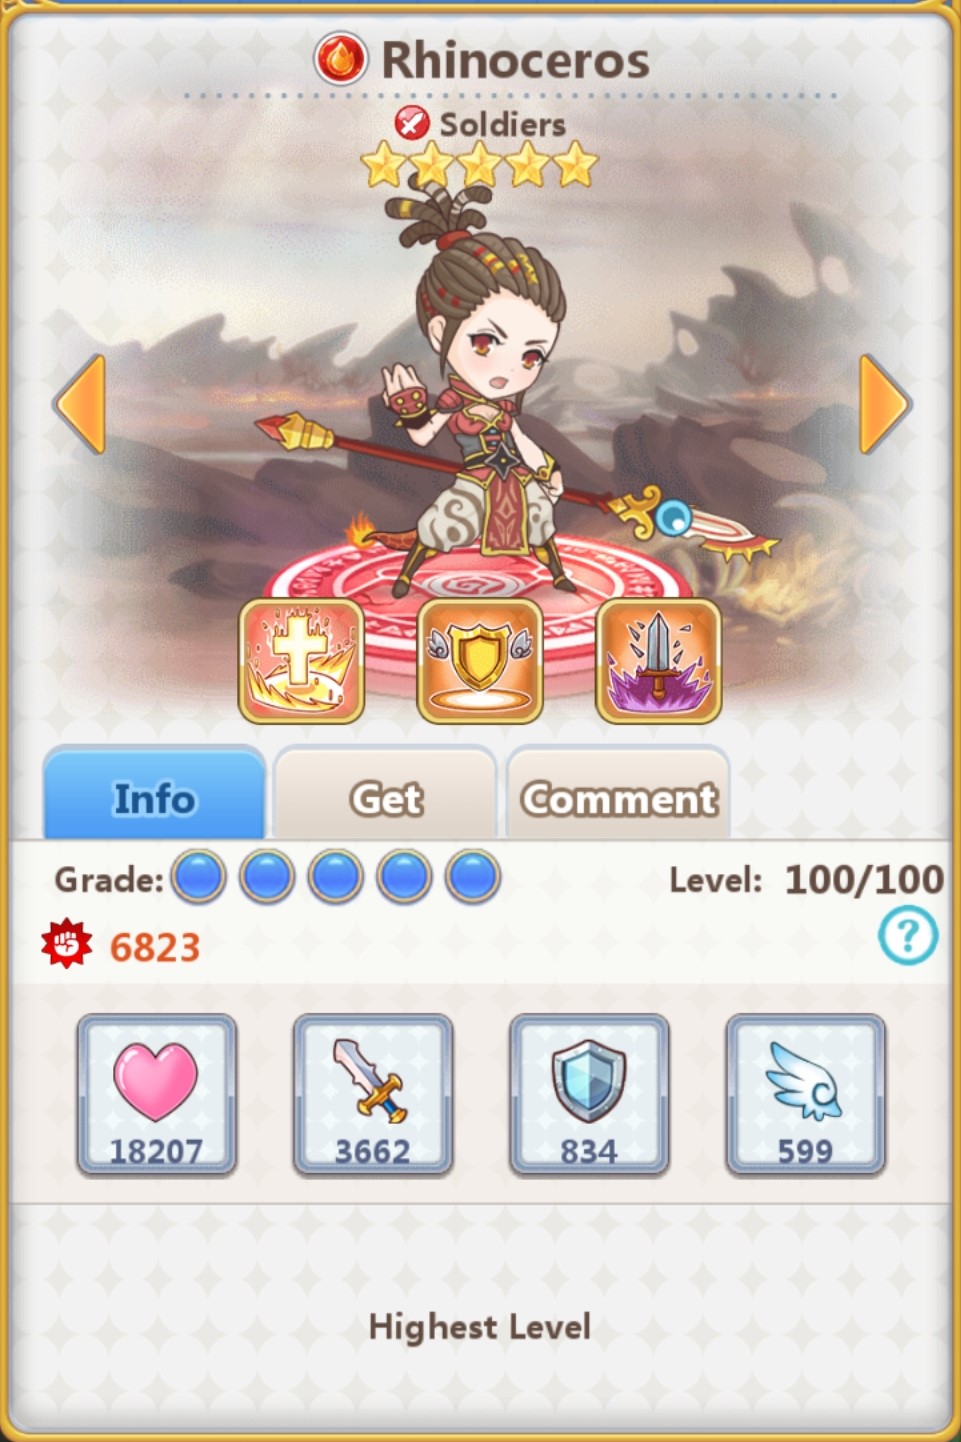 Rhinoceros
Soldiers
Info Get Comment
Grade: Level: 100/100
6823 ?
18207 3662 834 599
Highest Level